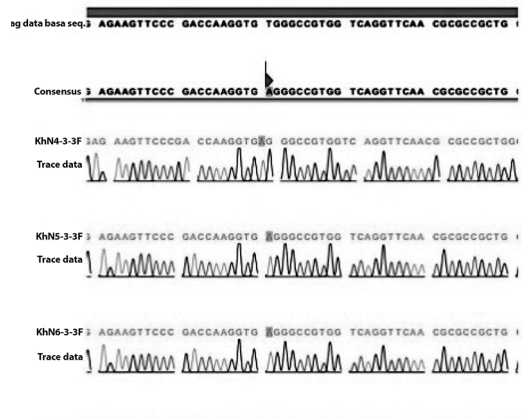 ag data basa seq. G AGAAGTTCCC GACCAAGGTG TGGGCCGTGG TCAGGTTCAA CGCGCCGCTG
Consensus G AGAAGTTCCC GACCAAGGTG AGGGCCGTGG TCAGGTTCAA CGCGCCGCTG
KhN4-3-3F GAG AAGTTCCCGA CCAAGGTGAG GGCCGTGGTC AGGTTCAACG CGCCGCTGG
Trace data
KhN5-3-3F G AGAAGTTCCC GACCAAGGTG AGGGCCGTGG TCAGGTTCAA CGCGCCGCTG
Trace data
KhN6-3-3F G AGAAGTTCCC GACCAAGGTG AGGGCCGTGG TCAGGTTCAA CGCGCCGCTG
Trace data